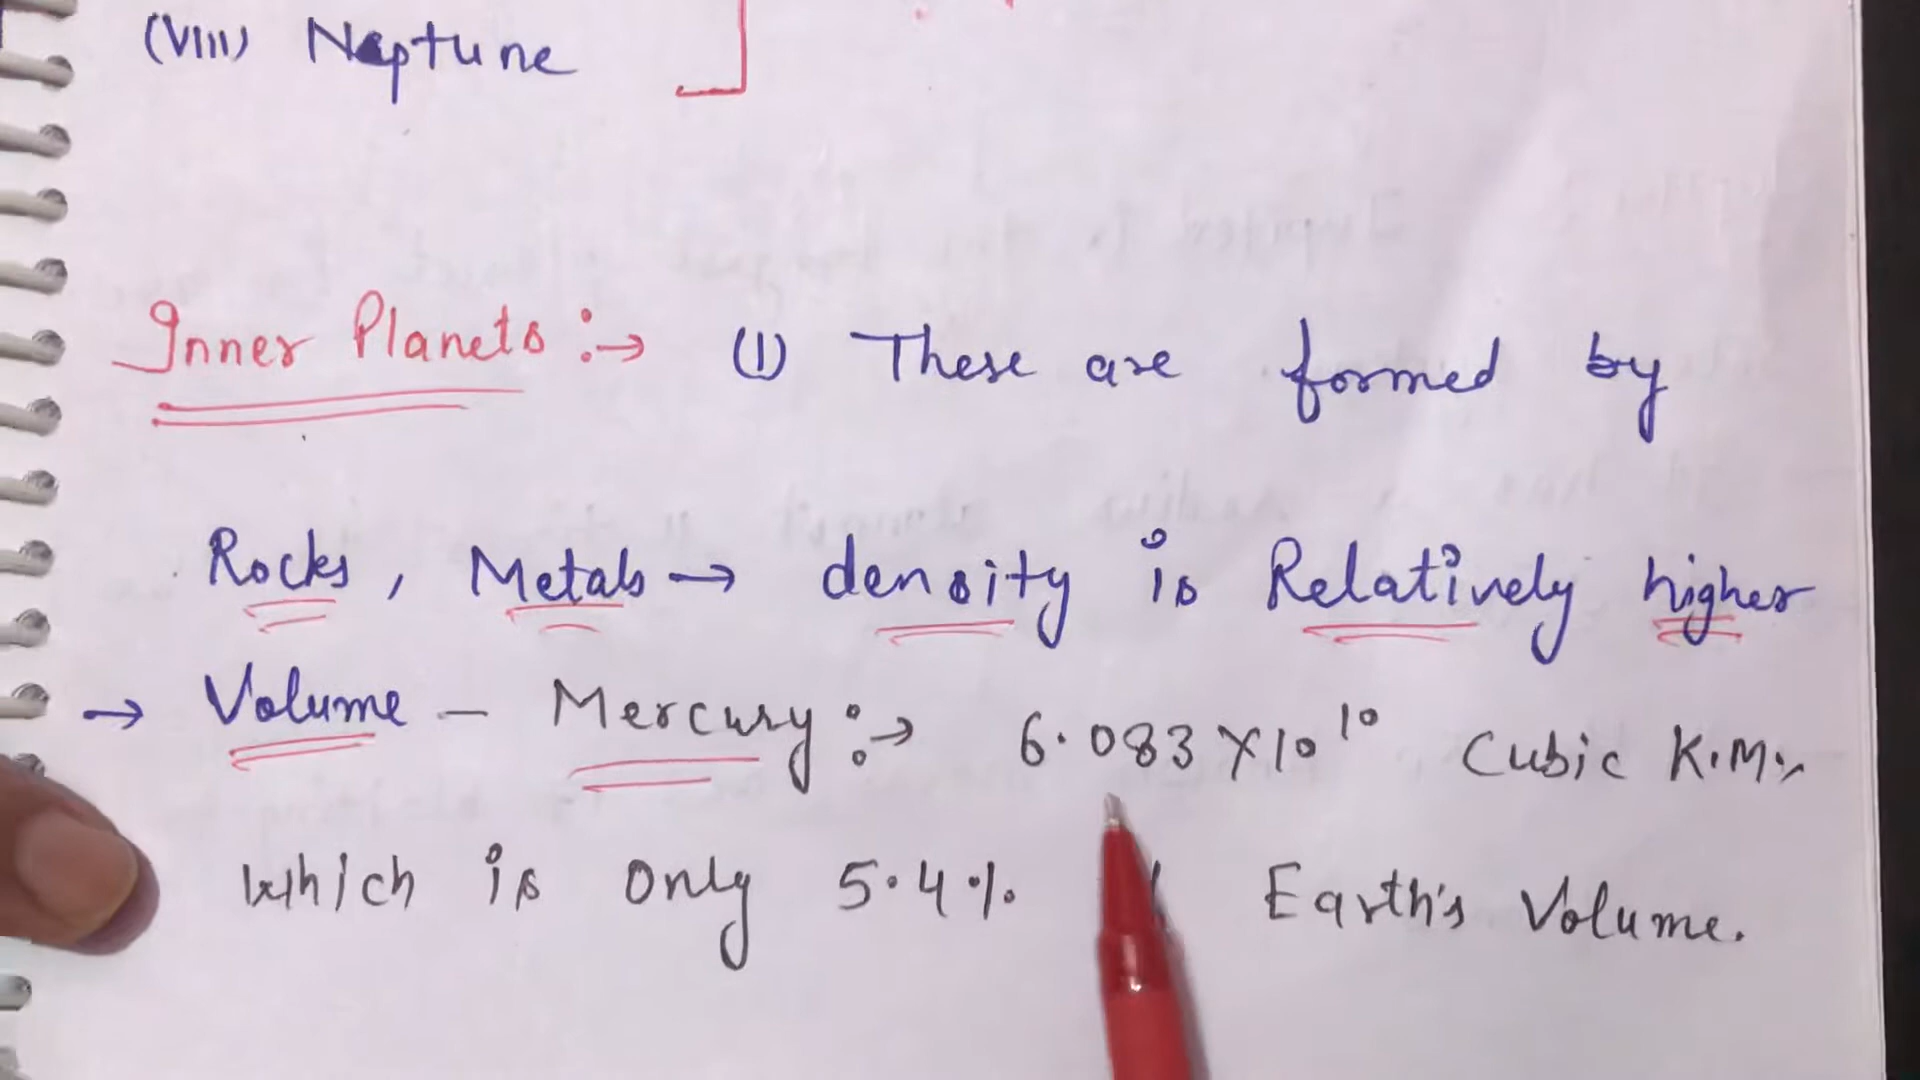 (VIII) Neptune
Inner Planets :→ (1) These are formed by
Rocks, Metals → density is Relatively higher
→ Volume – Mercury :→ 6.083 X 10¹⁰ Cubic K.M.,
which is only 5.4% Earth's Volume.